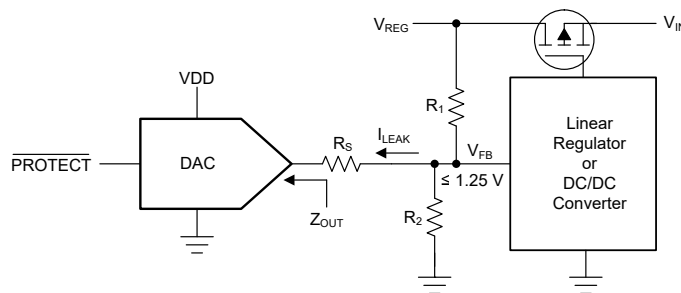 VREG
VIN
VDD
R1
Linear
Regulator
or
DC/DC
Converter
PROTECT
DAC
RS
ILEAK
VFB
≤ 1.25 V
ZOUT
R2